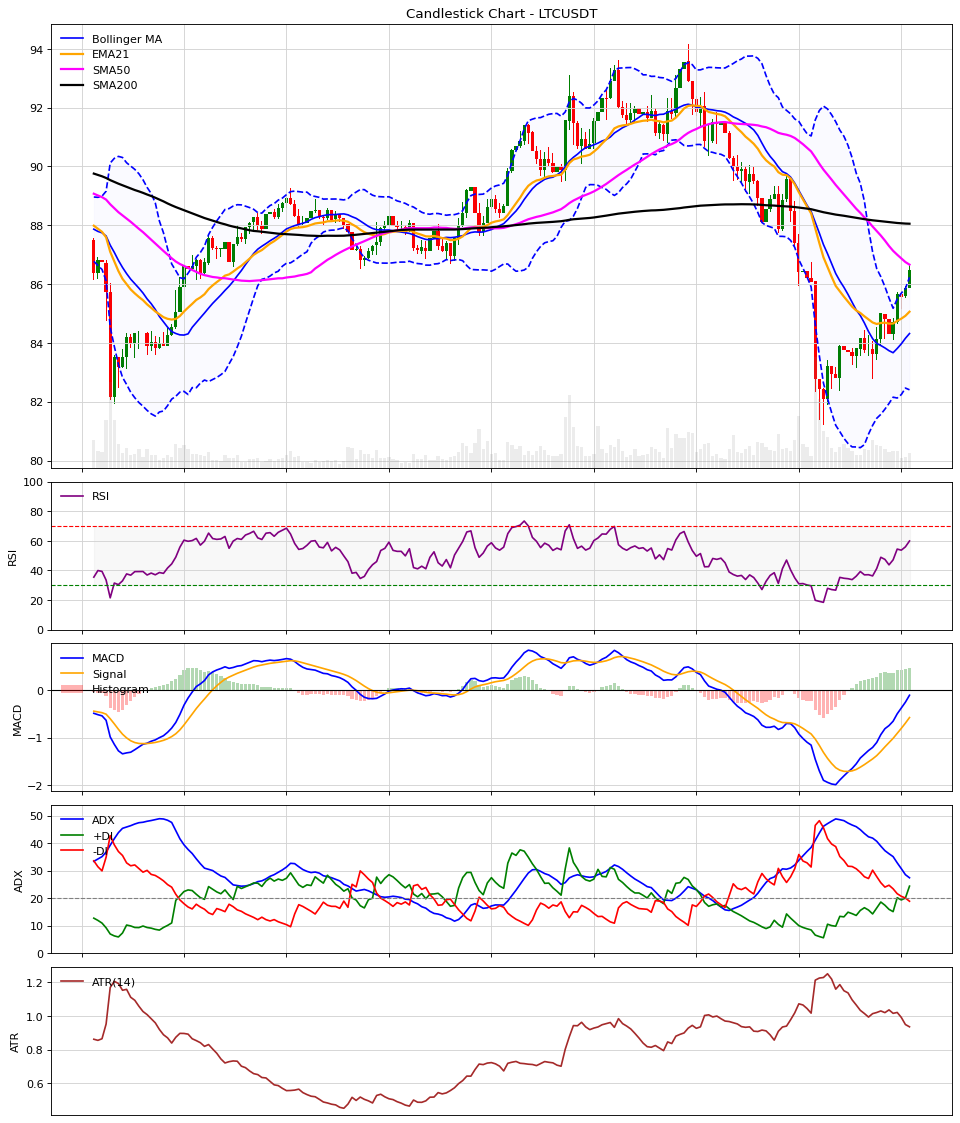 Candlestick Chart - LTCUSDT
Bollinger MA
EMA21
SMA50
SMA200
94
92
90
88
86
84
82
80
RSI
100
80
60
40
20
0
RSI
MACD
Signal
Histogram
0
−1
−2
MACD
ADX
+DI
-DI
50
40
30
20
10
0
ADX
ATR(14)
1.2
1.0
0.8
0.6
ATR